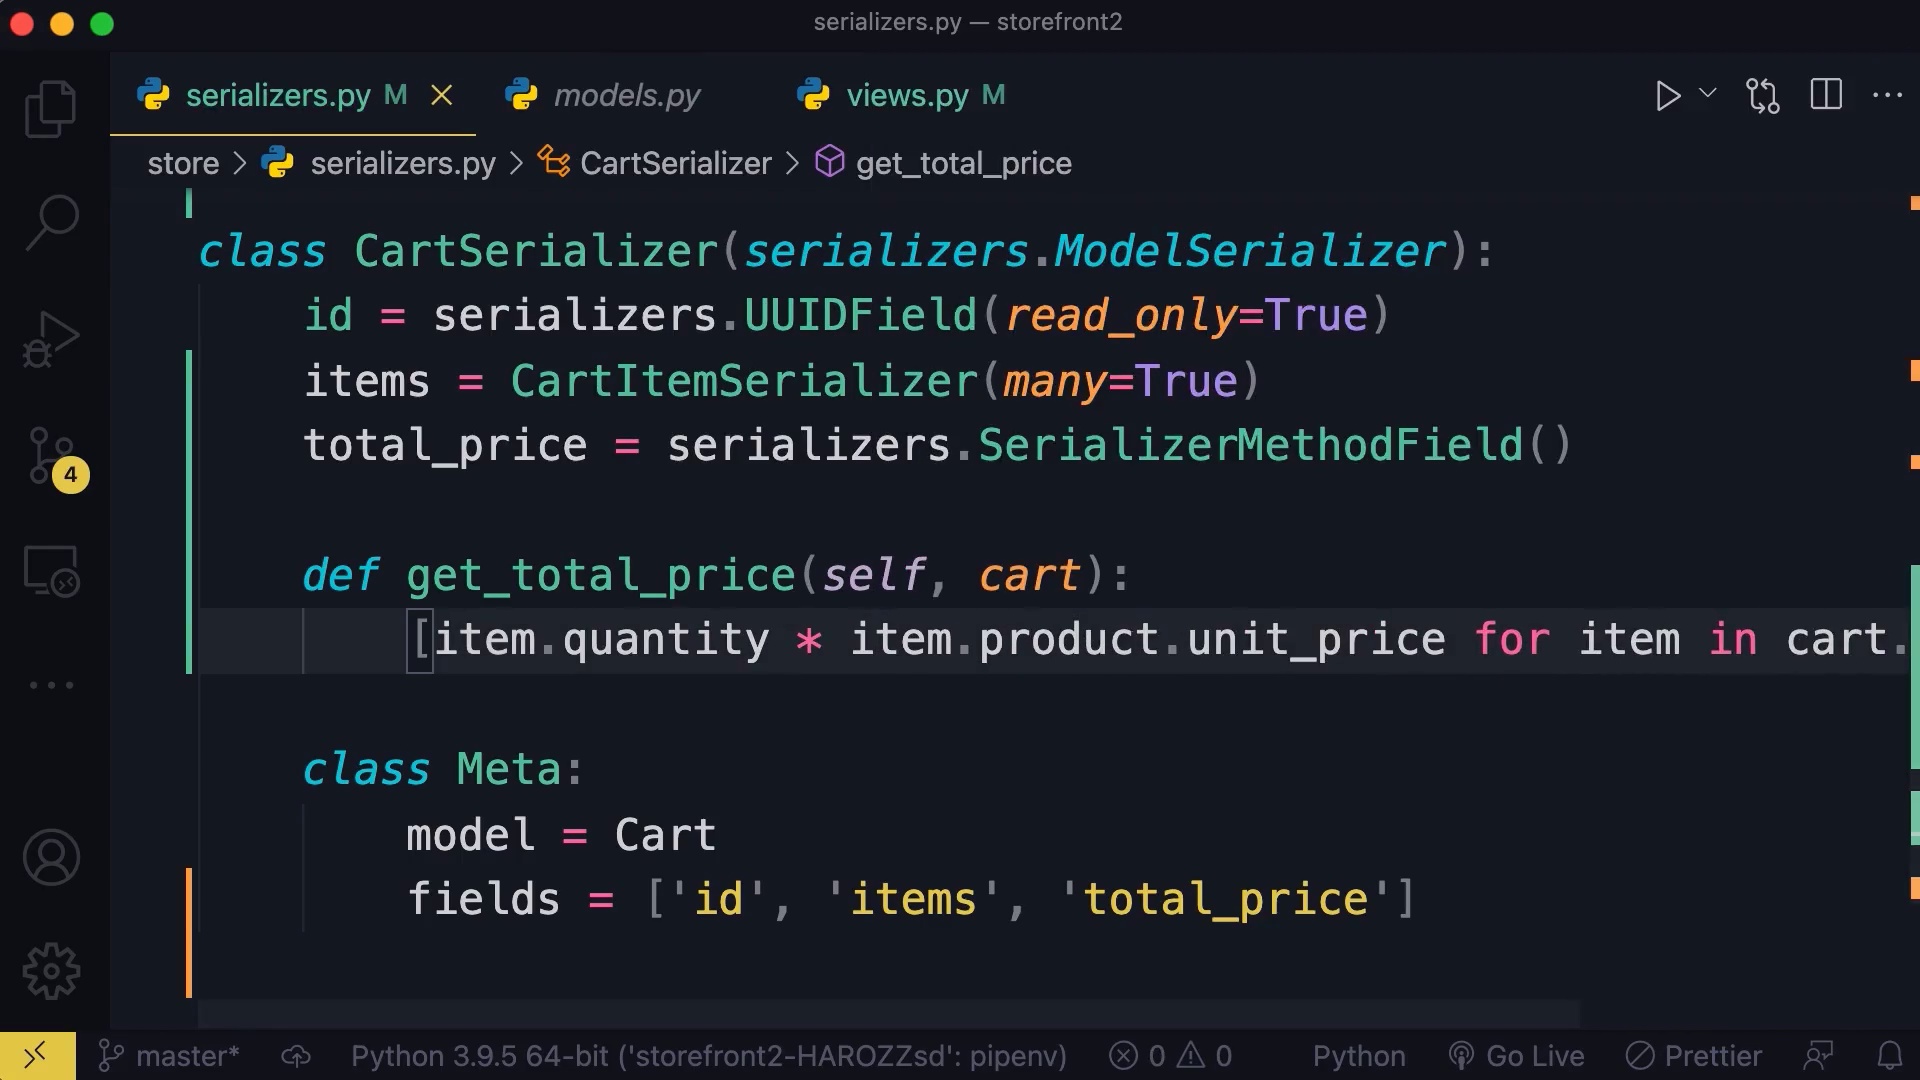 serializers.py — storefront2
serializers.py M models.py views.py M
store > serializers.py > CartSerializer > get_total_price
class CartSerializer(serializers.ModelSerializer):
id = serializers.UUIDField(read_only=True)
items = CartItemSerializer(many=True)
total_price = serializers.SerializerMethodField()
def get_total_price(self, cart):
[item.quantity * item.product.unit_price for item in cart.
class Meta:
model = Cart
fields = ['id', 'items', 'total_price']
4
master* Python 3.9.5 64-bit ('storefront2-HAROZZsd': pipenv) 0 0 Python Go Live Prettier